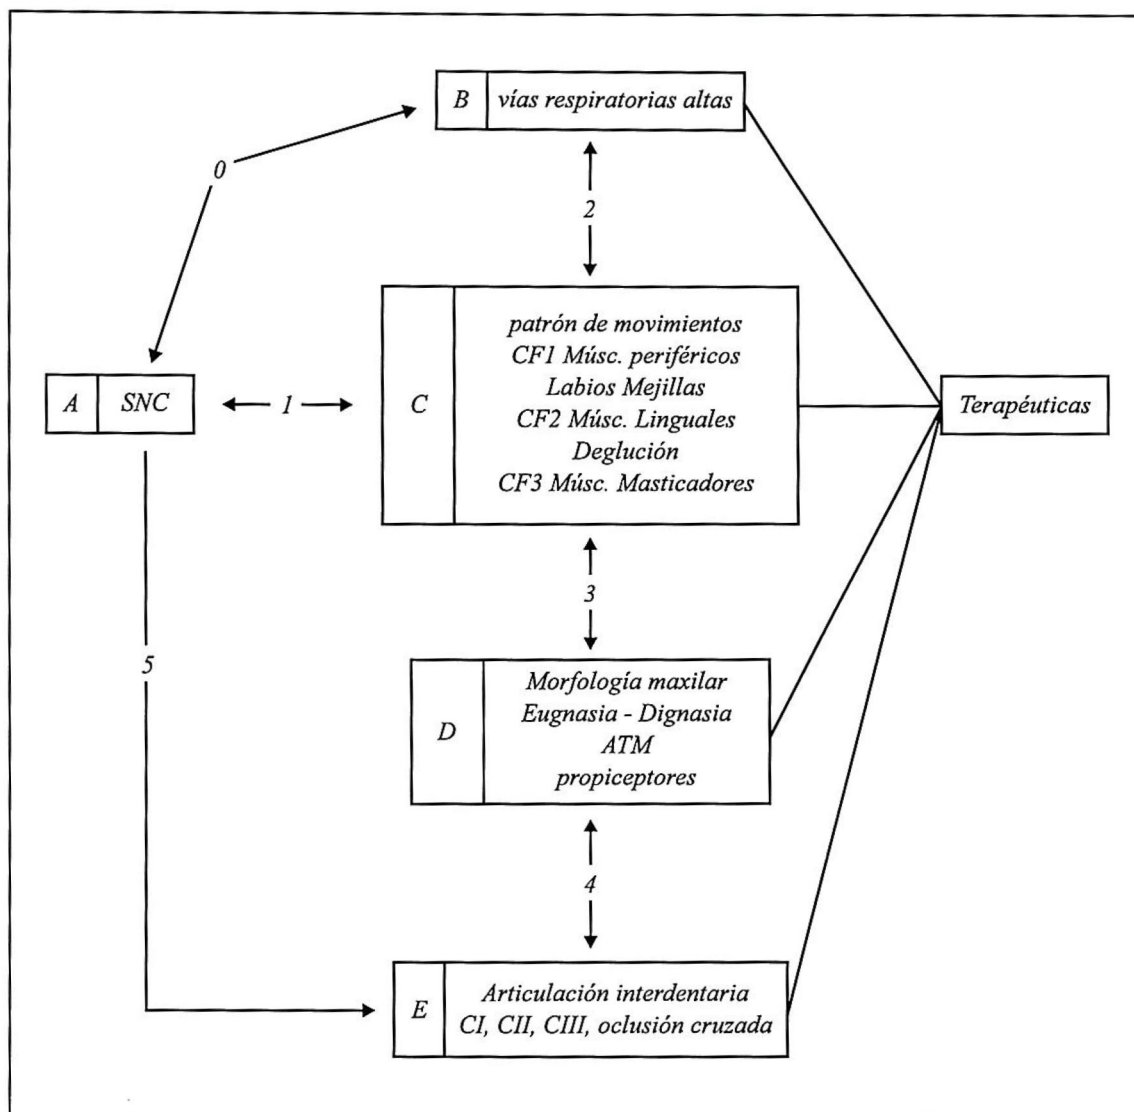 B vías respiratorias altas
0
2
A SNC
1
C
patrón de movimientos
CF1 Músc. periféricos
Labios Mejillas
CF2 Músc. Linguales
Deglución
CF3 Músc. Masticadores
Terapéuticas
3
5
D
Morfología maxilar
Eugnasia - Dignasia
ATM
propiceptores
4
E
Articulación interdentaria
CI, CII, CIII, oclusión cruzada